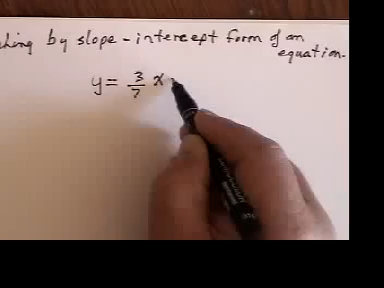 by slope-intercept form of an
equation.
y = 3/7 x